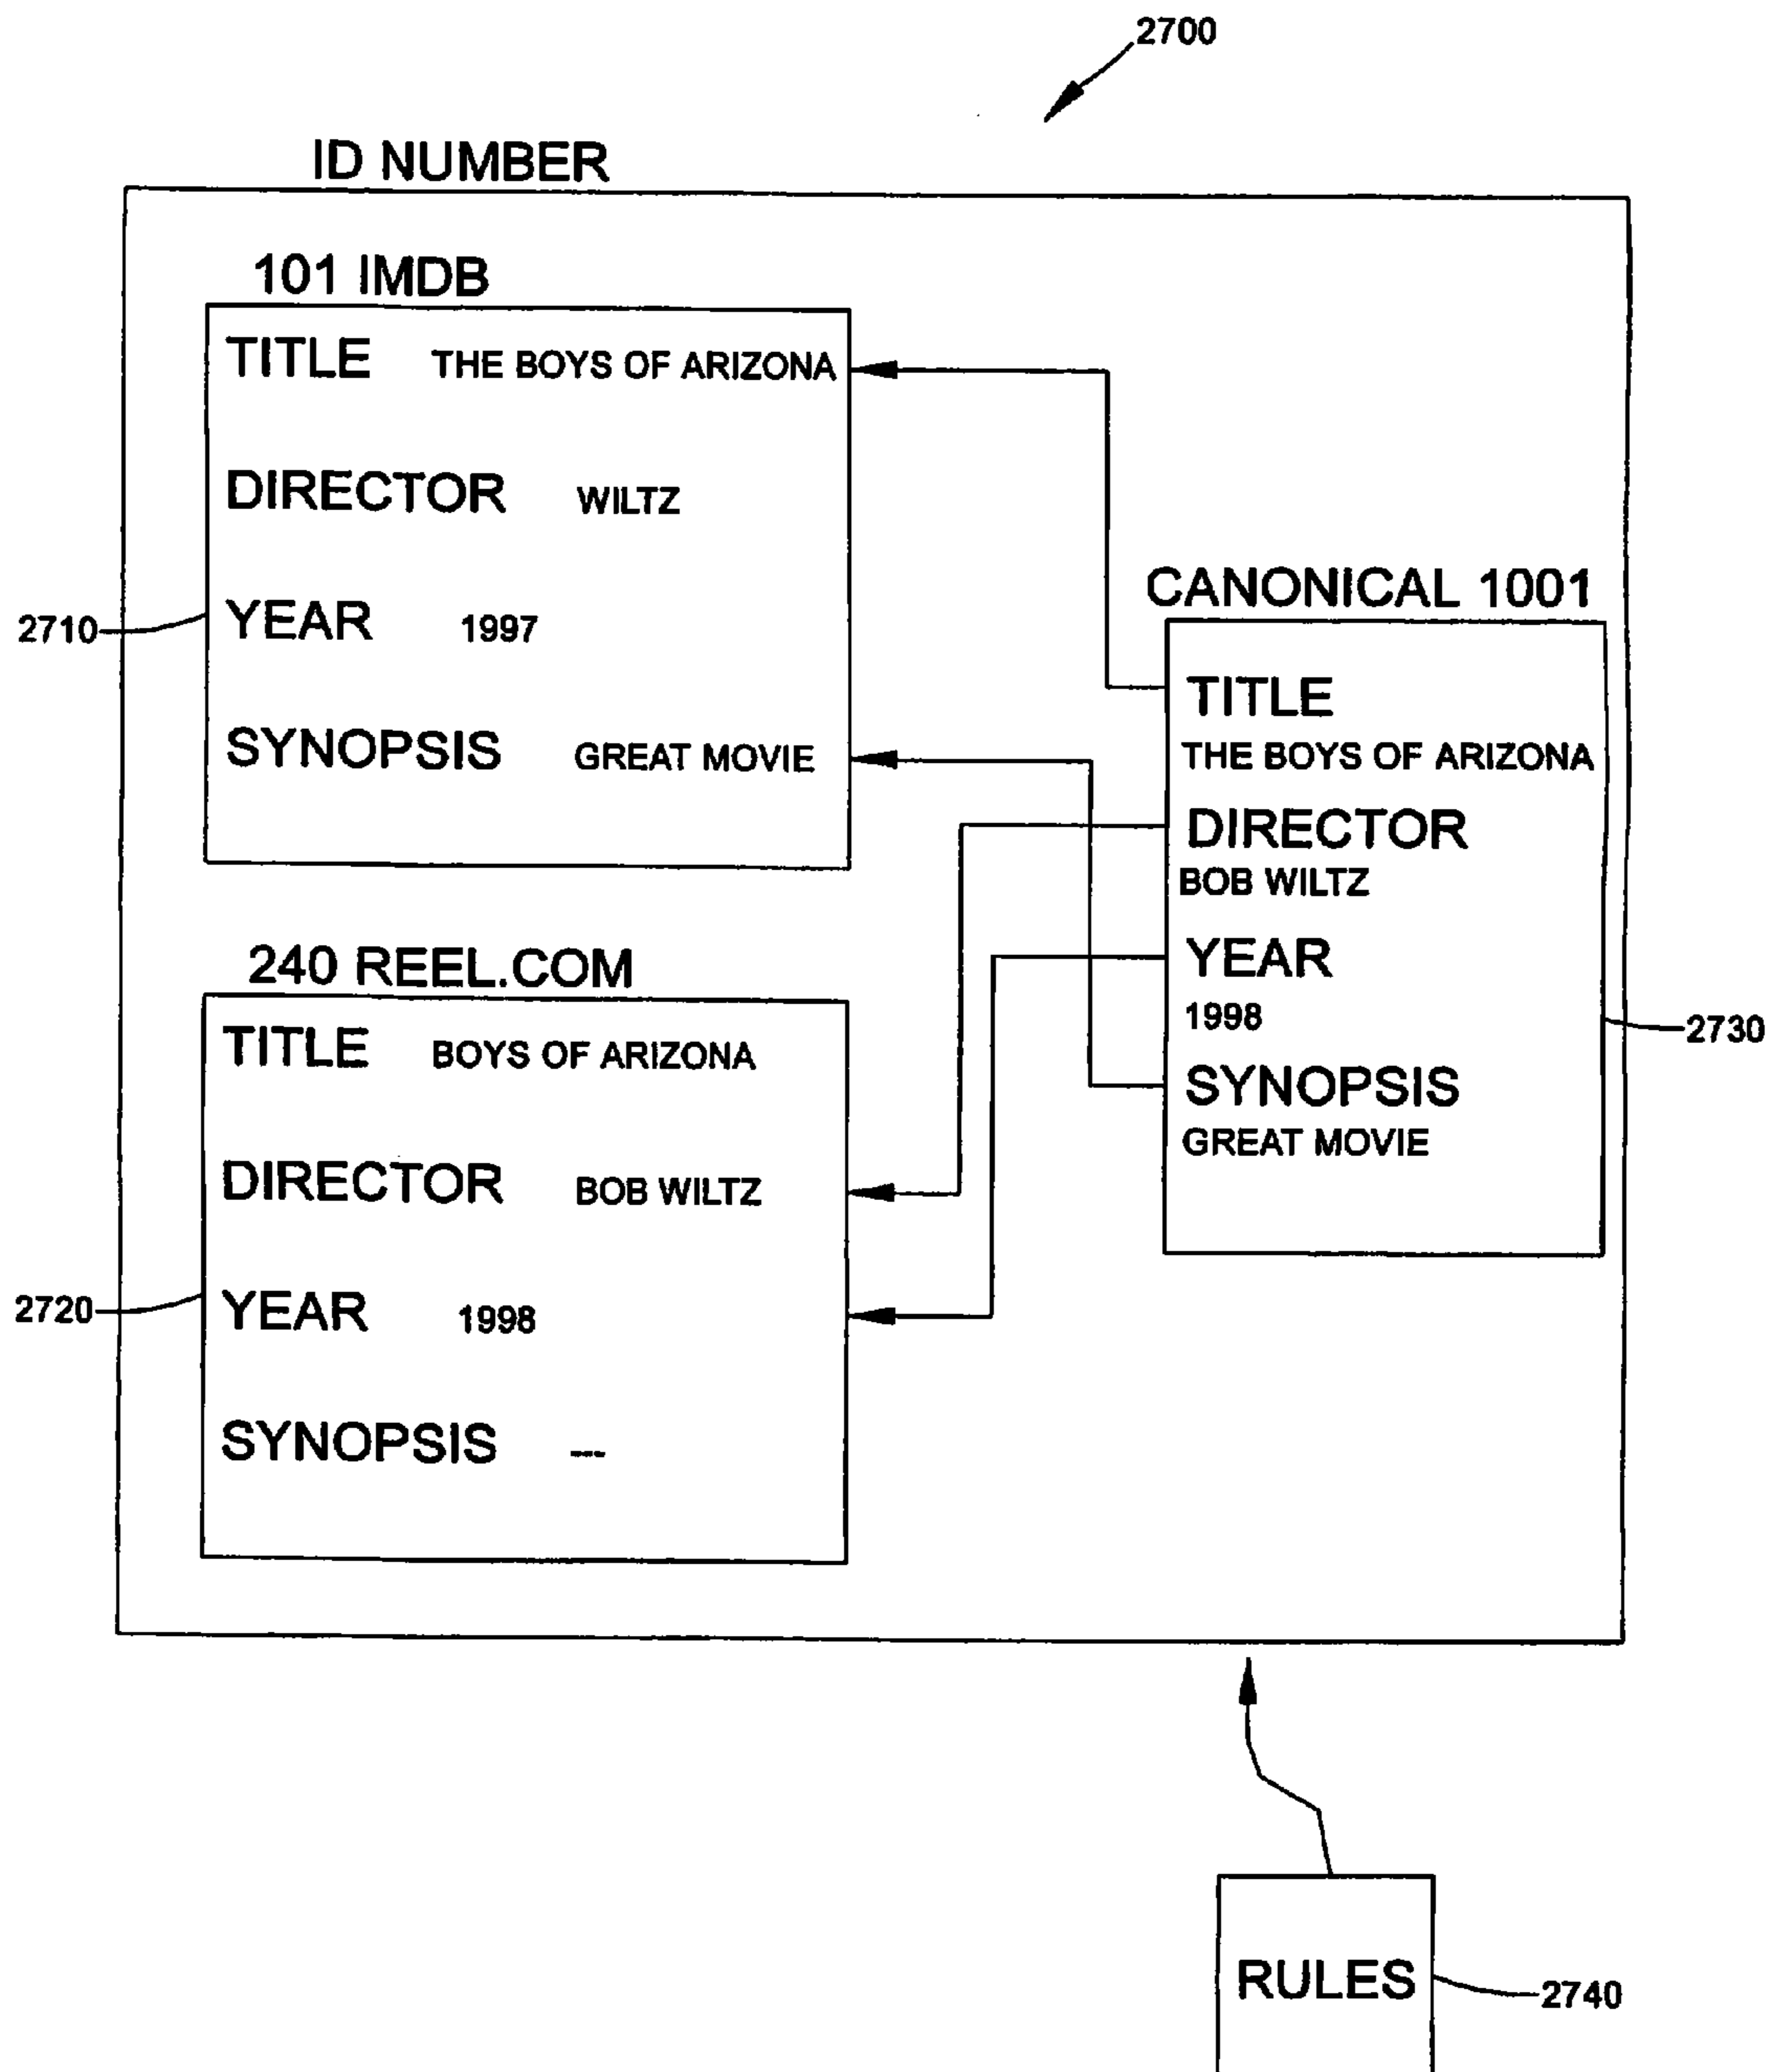 2700
ID NUMBER
101 IMDB
TITLE THE BOYS OF ARIZONA
DIRECTOR WILTZ
2710
YEAR 1997
SYNOPSIS GREAT MOVIE
CANONICAL 1001
TITLE
THE BOYS OF ARIZONA
DIRECTOR
BOB WILTZ
YEAR
1998
2730
SYNOPSIS
GREAT MOVIE
240 REEL.COM
TITLE BOYS OF ARIZONA
DIRECTOR BOB WILTZ
2720
YEAR 1998
SYNOPSIS ---
RULES
2740